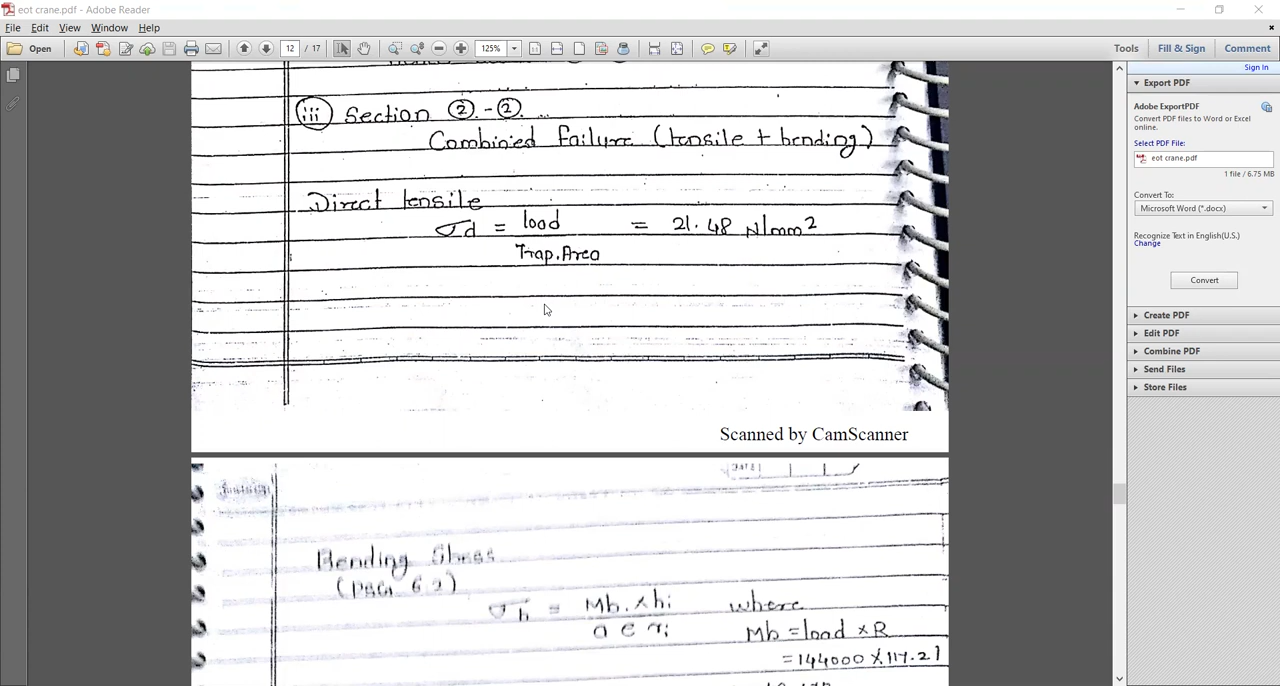 eot crane.pdf - Adobe Reader
File Edit View Window Help
Open 12 / 17 125% Tools Fill & Sign Comment
Sign In
Export PDF
Adobe ExportPDF
Convert PDF files to Word or Excel online.
Select PDF File:
eot crane.pdf
1 file / 6.75 MB
Convert To:
Microsoft Word (*.docx)
Recognize Text in English(U.S.)
Change
Convert
Create PDF
Edit PDF
Combine PDF
Send Files
Store Files
iii Section ② - ②
Combined failure (tensile + bending)
Direct tensile
σd = load / Trap. Area = 21.48 N/mm²
Scanned by CamScanner
Bending Stress
(PSG. 6.2)
σb = Mb. x hi / a e ri where
Mb = load x R
= 144000 x 117.21